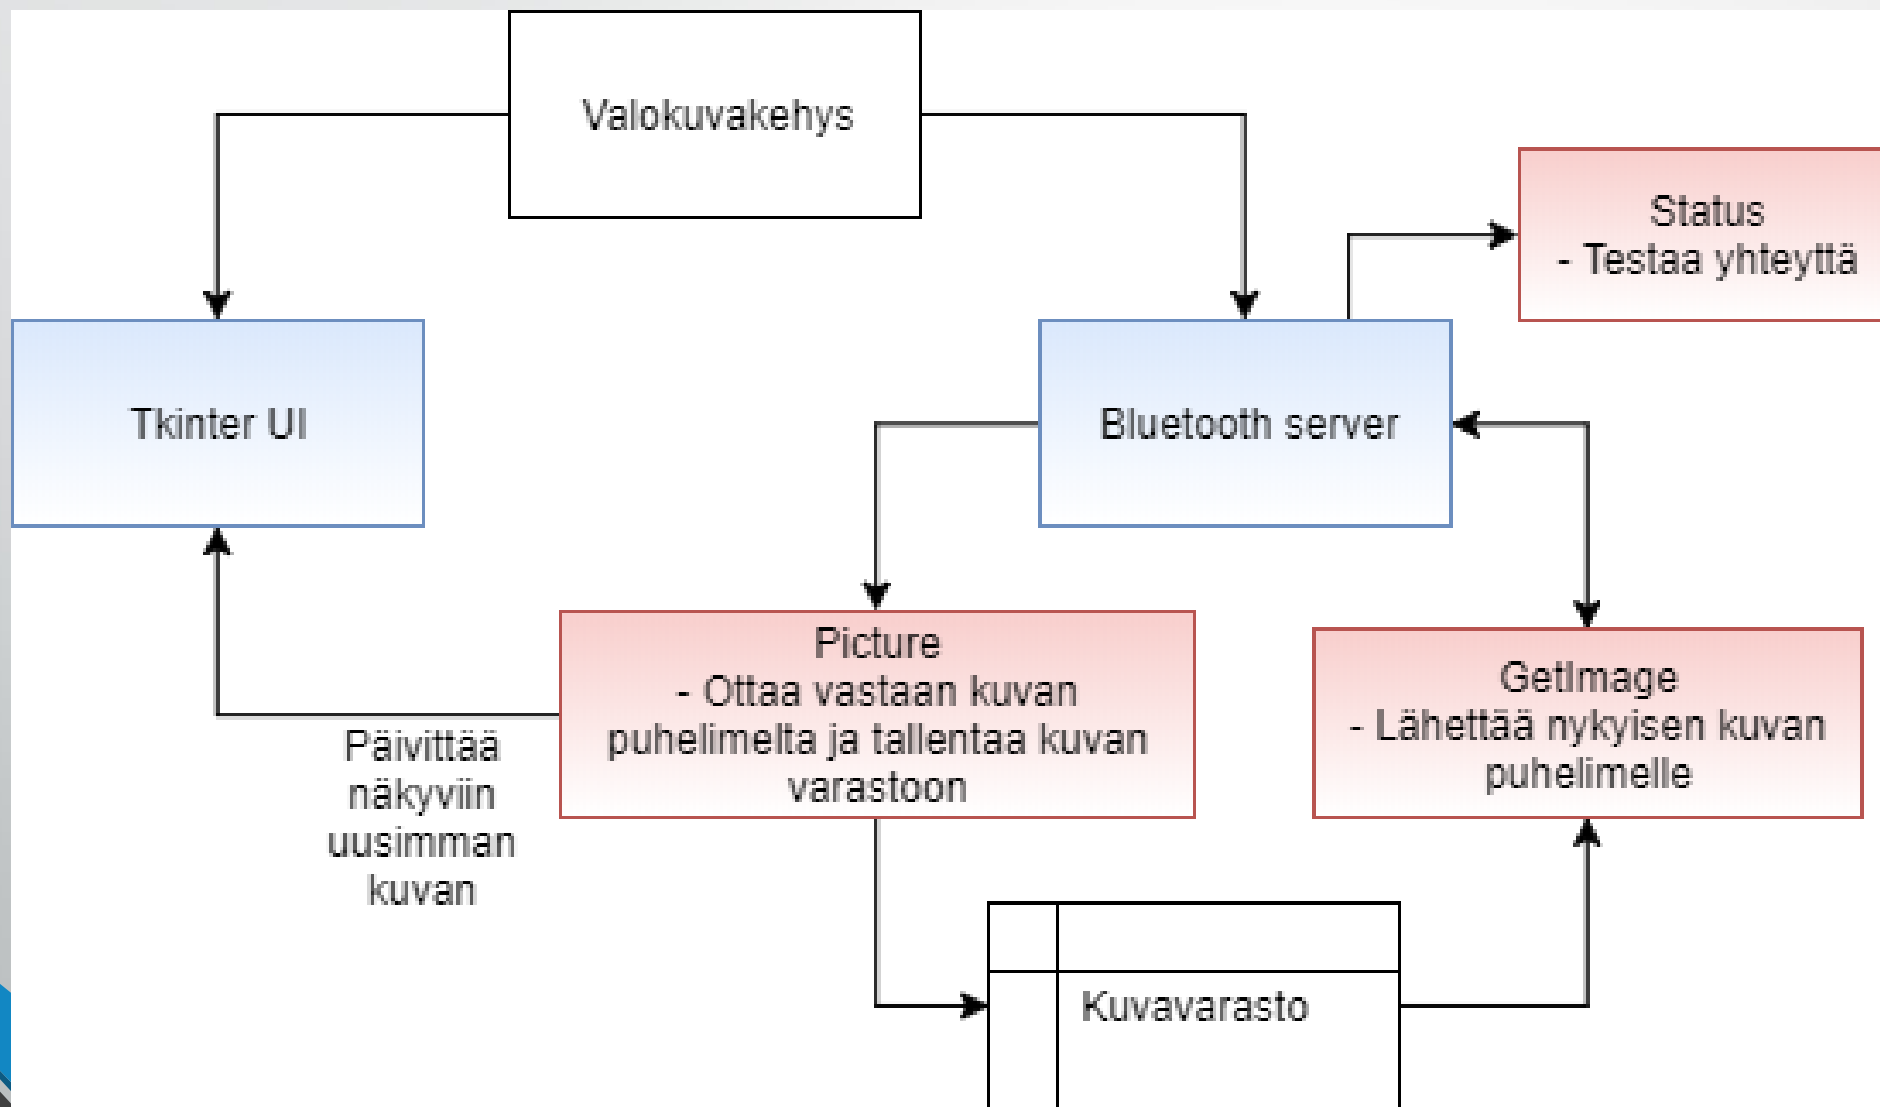 Valokuvakehys
Status
- Testaa yhteyttä
Tkinter UI
Bluetooth server
Picture
- Ottaa vastaan kuvan
puhelimelta ja tallentaa kuvan
varastoon
GetImage
- Lähettää nykyisen kuvan
puhelimelle
Päivittää
näkyviin
uusimman
kuvan
Kuvavarasto